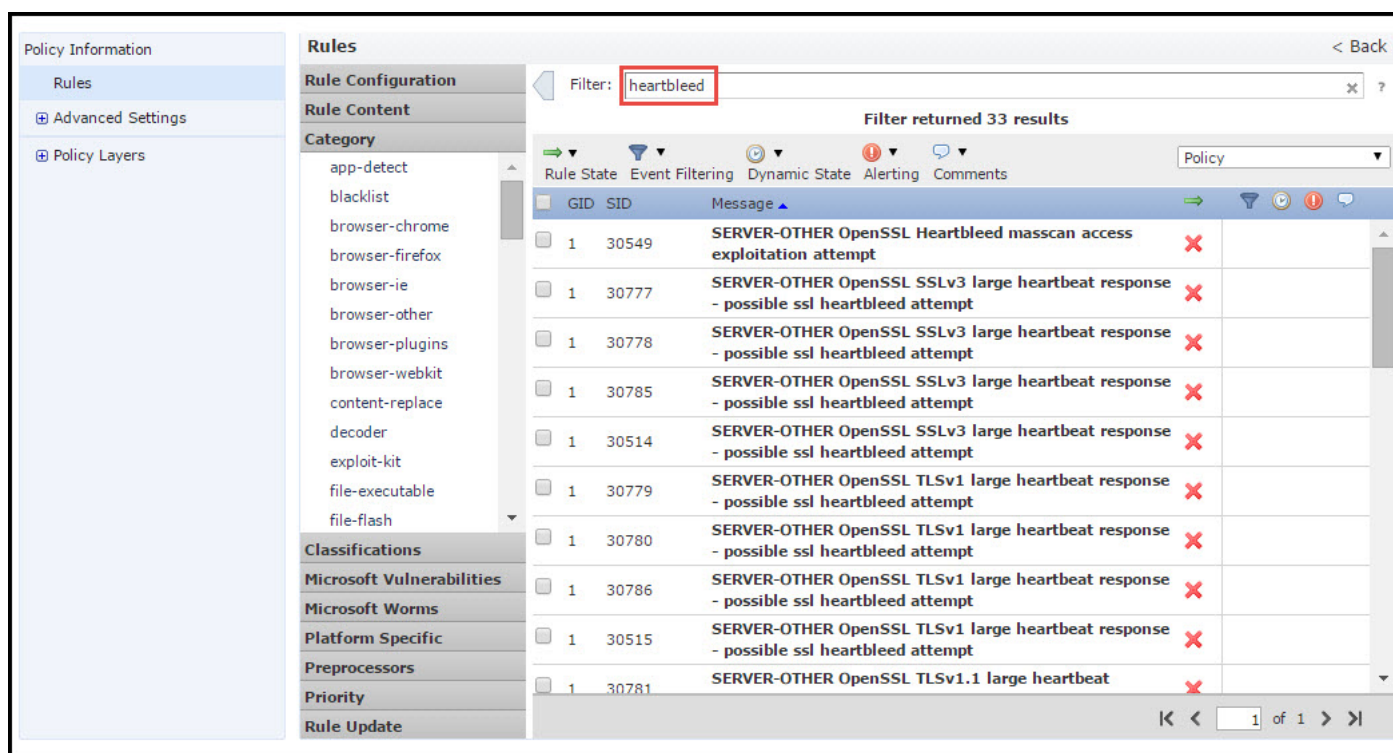 Policy Information
Rules
Advanced Settings
Policy Layers
Rules
< Back
Rule Configuration
Rule Content
Category
app-detect
blacklist
browser-chrome
browser-firefox
browser-ie
browser-other
browser-plugins
browser-webkit
content-replace
decoder
exploit-kit
file-executable
file-flash
Classifications
Microsoft Vulnerabilities
Microsoft Worms
Platform Specific
Preprocessors
Priority
Rule Update
Filter: heartbleed ?
Filter returned 33 results
Rule State Event Filtering Dynamic State Alerting Comments
Policy
GID SID Message
1 30549 SERVER-OTHER OpenSSL Heartbleed masscan access
exploitation attempt
1 30777 SERVER-OTHER OpenSSL SSLv3 large heartbeat response
- possible ssl heartbleed attempt
1 30778 SERVER-OTHER OpenSSL SSLv3 large heartbeat response
- possible ssl heartbleed attempt
1 30785 SERVER-OTHER OpenSSL SSLv3 large heartbeat response
- possible ssl heartbleed attempt
1 30514 SERVER-OTHER OpenSSL SSLv3 large heartbeat response
- possible ssl heartbleed attempt
1 30779 SERVER-OTHER OpenSSL TLSv1 large heartbeat response
- possible ssl heartbleed attempt
1 30780 SERVER-OTHER OpenSSL TLSv1 large heartbeat response
- possible ssl heartbleed attempt
1 30786 SERVER-OTHER OpenSSL TLSv1 large heartbeat response
- possible ssl heartbleed attempt
1 30515 SERVER-OTHER OpenSSL TLSv1 large heartbeat response
- possible ssl heartbleed attempt
1 30781 SERVER-OTHER OpenSSL TLSv1.1 large heartbeat
1 of 1